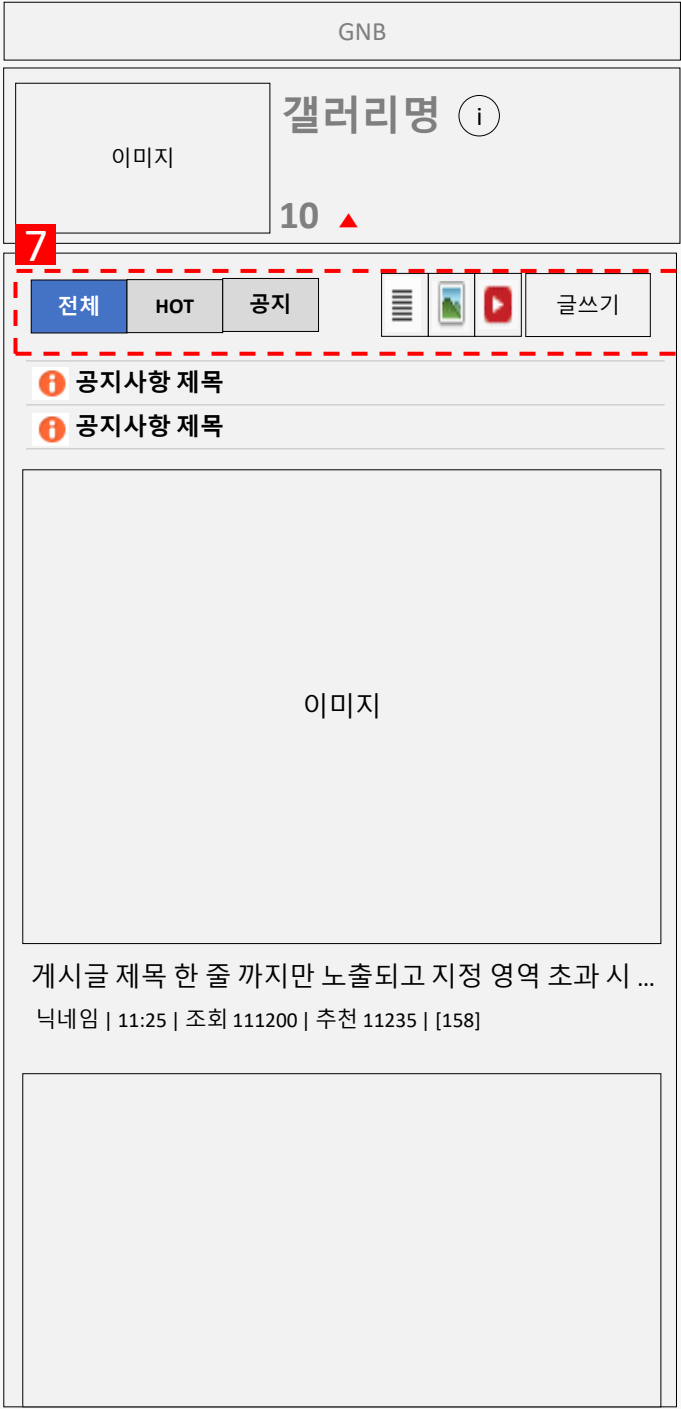 GNB
이미지
갤러리명 i
10 ▲
7
전체 HOT 공지 글쓰기
공지사항 제목
공지사항 제목
이미지
게시글 제목 한 줄 까지만 노출되고 지정 영역 초과 시 ...
닉네임 | 11:25 | 조회 111200 | 추천 11235 | [158]